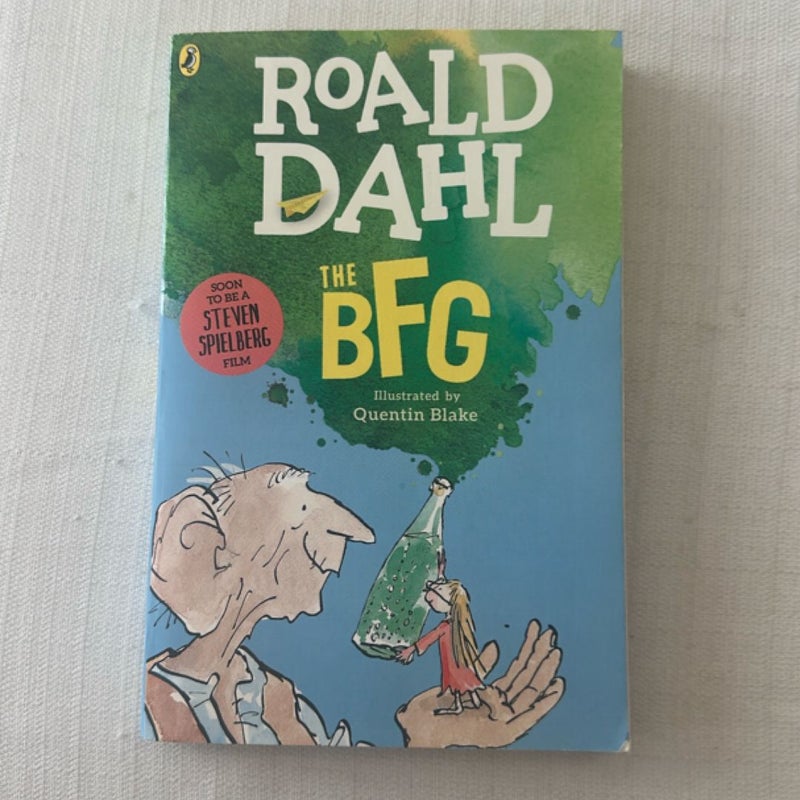 ROALD
DAHL
THE
BFG
SOON
TO BE A
STEVEN
SPIELBERG
FILM
Illustrated by
Quentin Blake